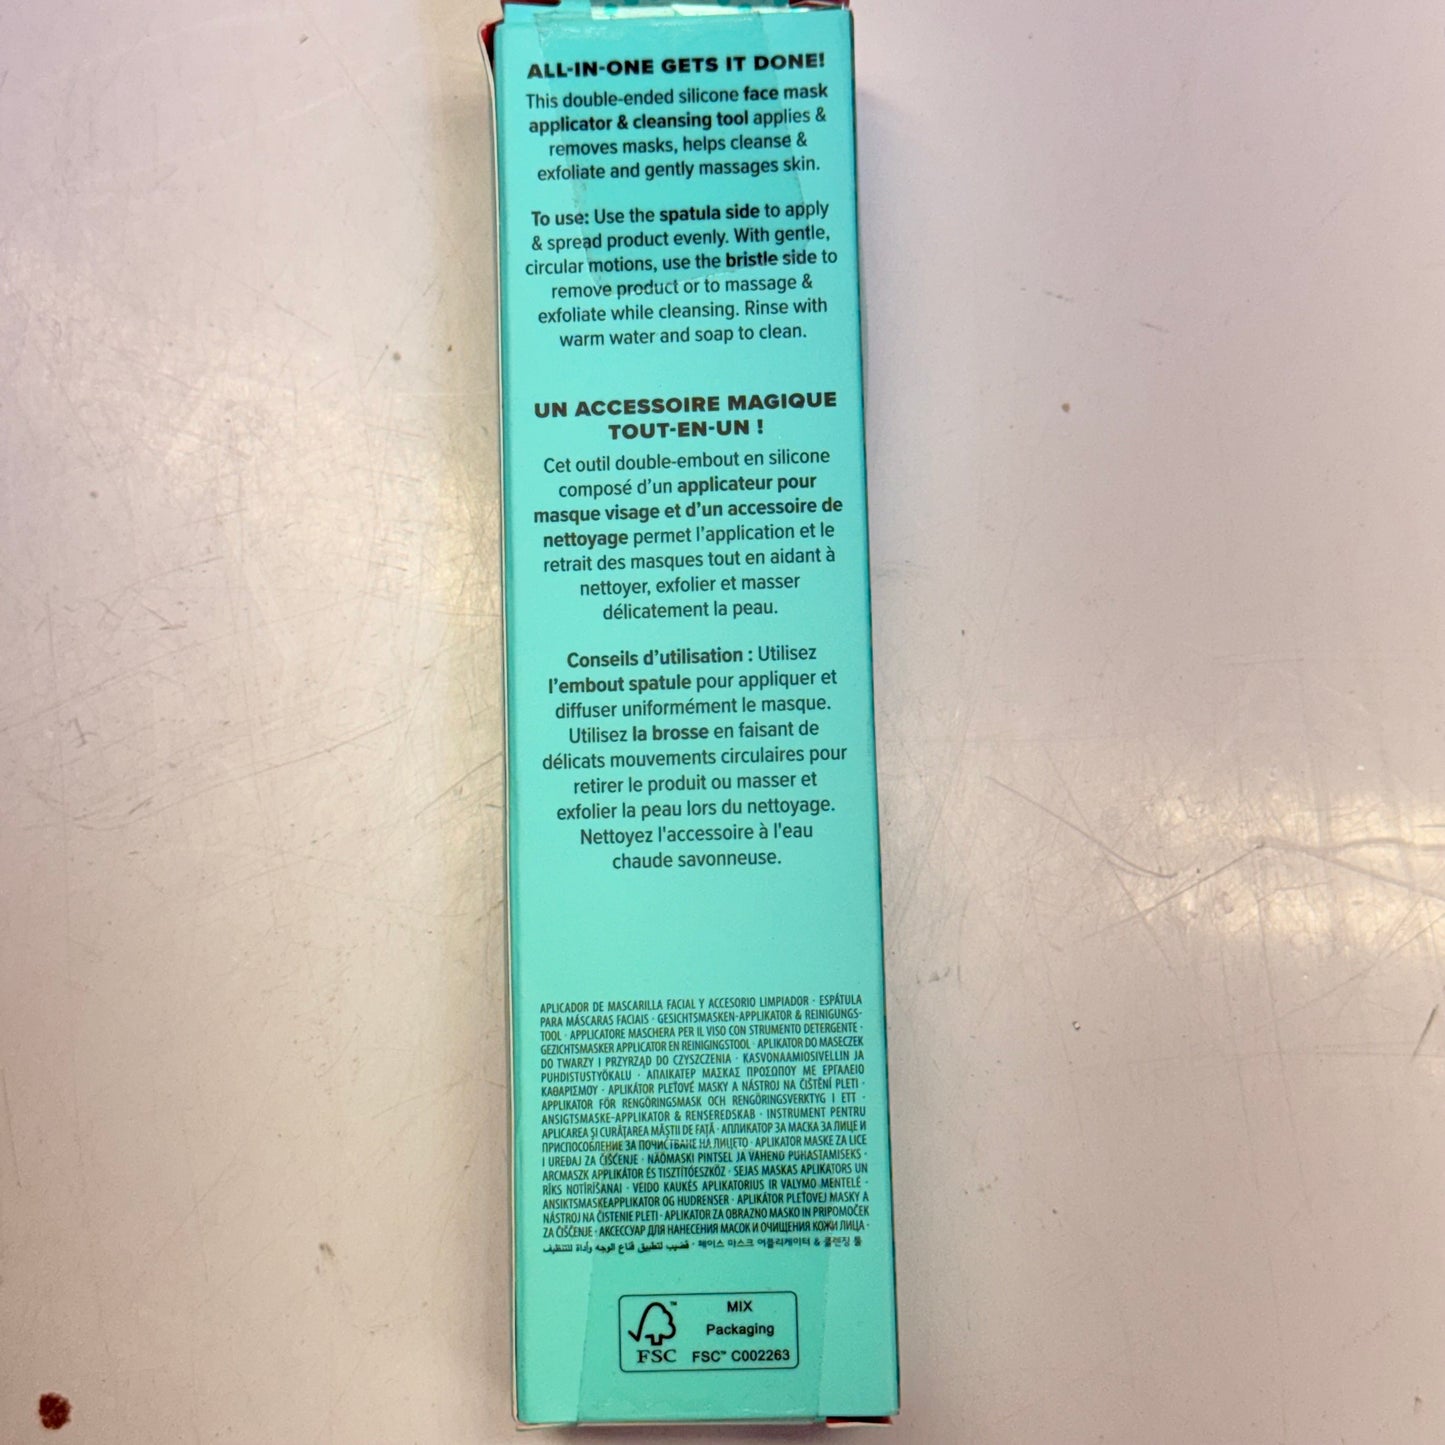 ALL-IN-ONE GETS IT DONE!
This double-ended silicone face mask
applicator & cleansing tool applies &
removes masks, helps cleanse &
exfoliate and gently massages skin.
To use: Use the spatula side to apply
& spread product evenly. With gentle,
circular motions, use the bristle side to
remove product or to massage &
exfoliate while cleansing. Rinse with
warm water and soap to clean.
UN ACCESSOIRE MAGIQUE
TOUT-EN-UN !
Cet outil double-embout en silicone
composé d'un applicateur pour
masque visage et d'un accessoire de
nettoyage permet l'application et le
retrait des masques tout en aidant à
nettoyer, exfolier et masser
délicatement la peau.
Conseils d'utilisation : Utilisez
l'embout spatule pour appliquer et
diffuser uniformément le masque.
Utilisez la brosse en faisant de
délicats mouvements circulaires pour
retirer le produit ou masser et
exfolier la peau lors du nettoyage.
Nettoyez l'accessoire à l'eau
chaude savonneuse.
APLICADOR DE MASCARILLA FACIAL Y ACCESORIO LIMPIADOR · ESPÁTULA
PARA MÁSCARAS FACIAIS · GESICHTSMASKEN-APPLIKATOR & REINIGUNGS-
TOOL · APPLICATORE MASCHERA PER IL VISO CON STRUMENTO DETERGENTE ·
GEZICHTSMASKER APPLICATOR EN REINIGINGSTOOL · APLIKATOR DO MASECZEK
DO TWARZY I PRZYRZĄD DO CZYSZCZENIA · KASVONAAMIOSIVELLIN JA
PUHDISTUSTYÖKALU · ΑΠΛΙΚΑΤΕΡ ΜΑΣΚΑΣ ΠΡΟΣΩΠΟΥ ΜΕ ΕΡΓΑΛΕΙΟ
ΚΑΘΑΡΙΣΜΟΥ · APLIKÁTOR PLEŤOVÉ MASKY A NÁSTROJ NA ČIŠTĚNÍ PLETI ·
APPLIKATOR FÖR RENGÖRINGSMASK OCH RENGÖRINGSVERKTYG I ETT ·
ANSIGTSMASKE-APPLIKATOR & RENSEREDSKAB · INSTRUMENT PENTRU
APLICAREA ȘI CURĂȚAREA MĂȘTII DE FAȚĂ · АПЛИКАТОР ЗА МАСКА ЗА ЛИЦЕ И
ПРИСПОСОБЛЕНИЕ ЗА ПОЧИСТВАНЕ НА ЛИЦЕТО · APLIKATOR MASKE ZA LICE
I UREĐAJ ZA ČIŠĆENJE · NÄOMASKI PINTSEL JA VAHEND PUHASTAMISEKS ·
ARCMASZK APPLIKÁTOR ÉS TISZTÍTÓESZKÖZ · SEJAS MASKAS APLIKATORS UN
RĪKS NOTĪRĪŠANAI · VEIDO KAUKĖS APLIKATORIUS IR VALYMO MENTELĖ ·
ANSIKTSMASKEAPPLIKATOR OG HUDRENSER · APLIKÁTOR PLEŤOVEJ MASKY A
NÁSTROJ NA ČISTENIE PLETI · APLIKATOR ZA OBRAZNO MASKO IN PRIPOMOČEK
ZA ČIŠČENJE · АКСЕССУАР ДЛЯ НАНЕСЕНИЯ МАСОК И ОЧИЩЕНИЯ КОЖИ ЛИЦА ·
페이스 마스크 어플리케이터 & 클렌징 툴 · قضيب لتطبيق قناع الوجه وأداة للتنظيف
MIX
Packaging
FSC™ C002263
FSC™